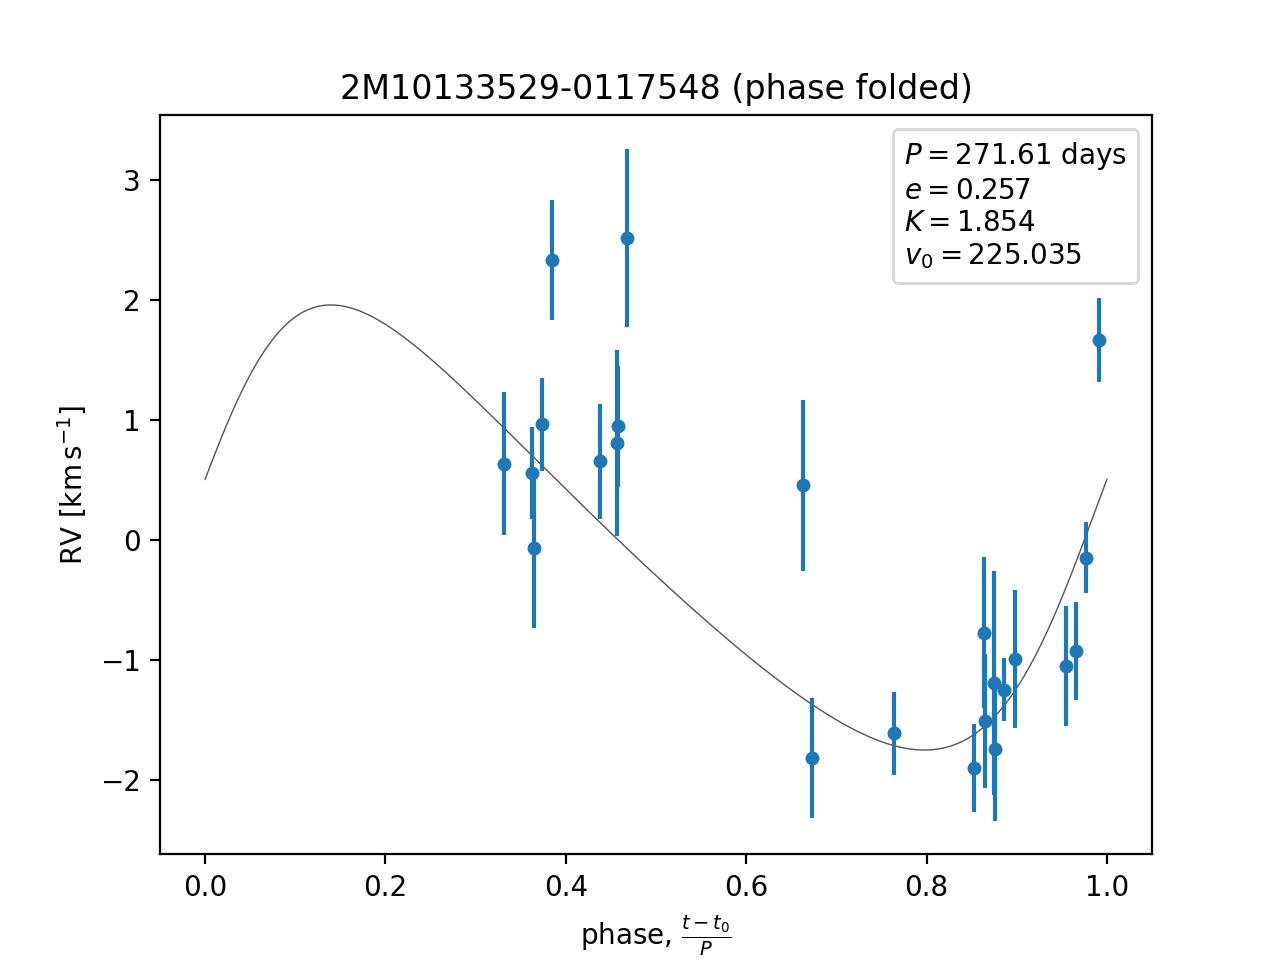 2M10133529-0117548 (phase folded)
P = 271.61 days
e = 0.257
K = 1.854
v₀ = 225.035
3
2
1
0
−1
−2
RV [km s⁻¹]
0.0 0.2 0.4 0.6 0.8 1.0
phase, (t − t₀)/P